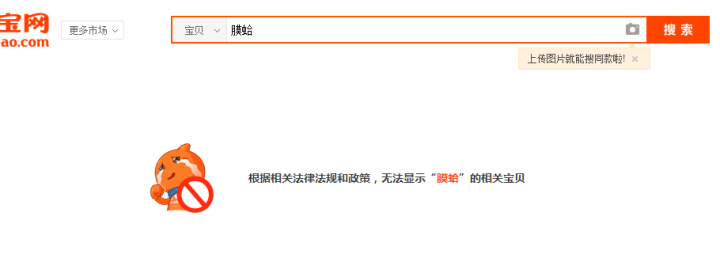 宝网
ao.com
更多市场
宝贝
膜蛤
搜索
上传图片就能搜同款啦!
根据相关法律法规和政策，无法显示“膜蛤”的相关宝贝